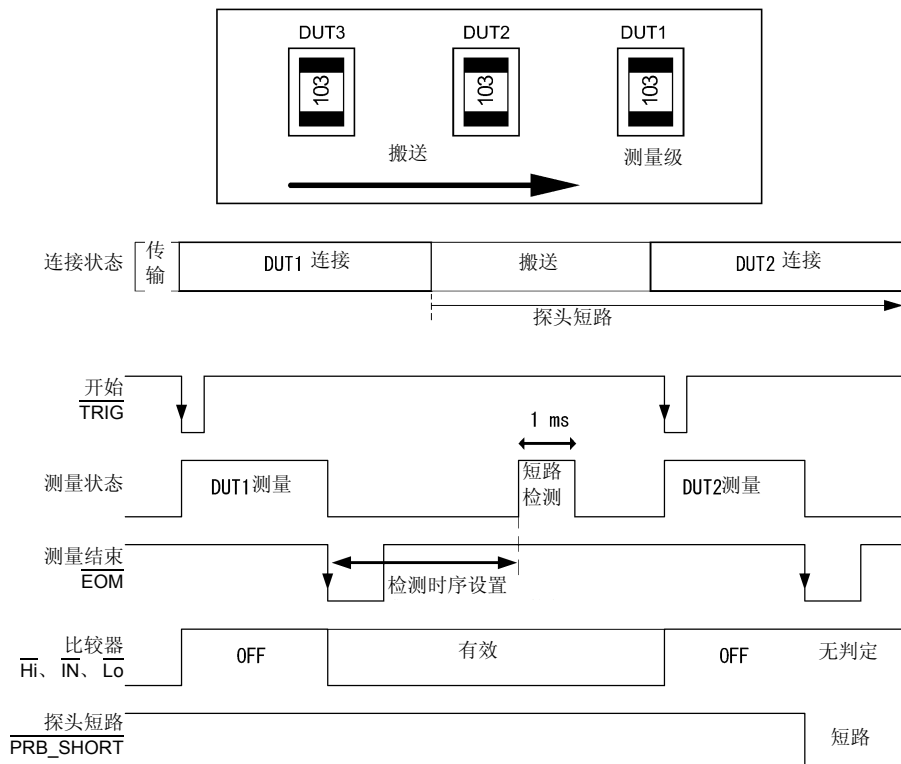 DUT3 DUT2 DUT1
103 103 103
搬送 测量级
连接状态 传输 DUT1 连接 搬送 DUT2 连接
探头短路
开始
TRIG
1 ms
测量状态 DUT1测量 短路检测 DUT2测量
测量结束
EOM
检测时序设置
比较器
Hi、IN、Lo OFF 有效 OFF 无判定
探头短路
PRB_SHORT 短路